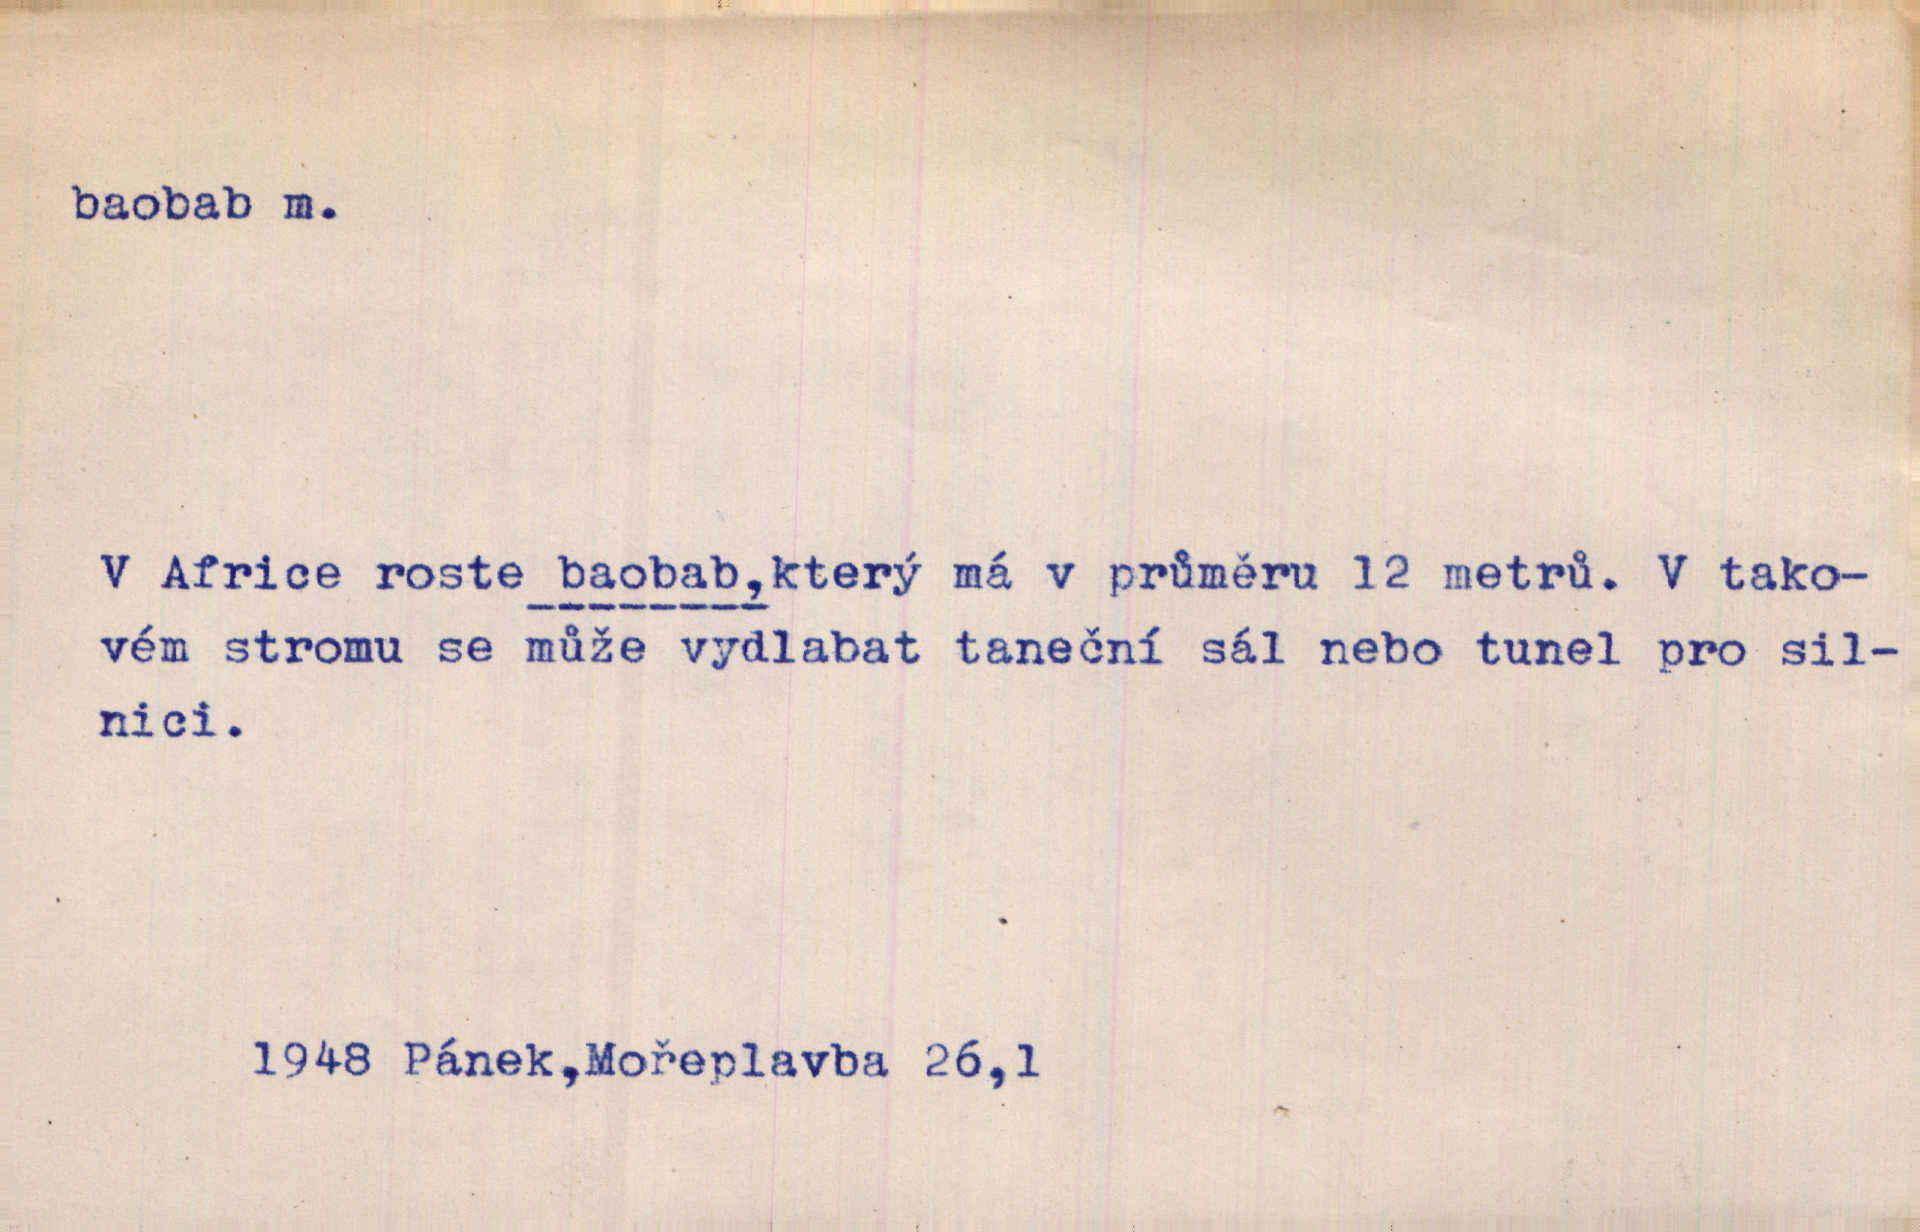 baobab m.
V Africe roste baobab,který má v průměru 12 metrů. V tako-
vém stromu se může vydlabat taneční sál nebo tunel pro sil-
nici.
1948 Pánek,Mořeplavba 26,1